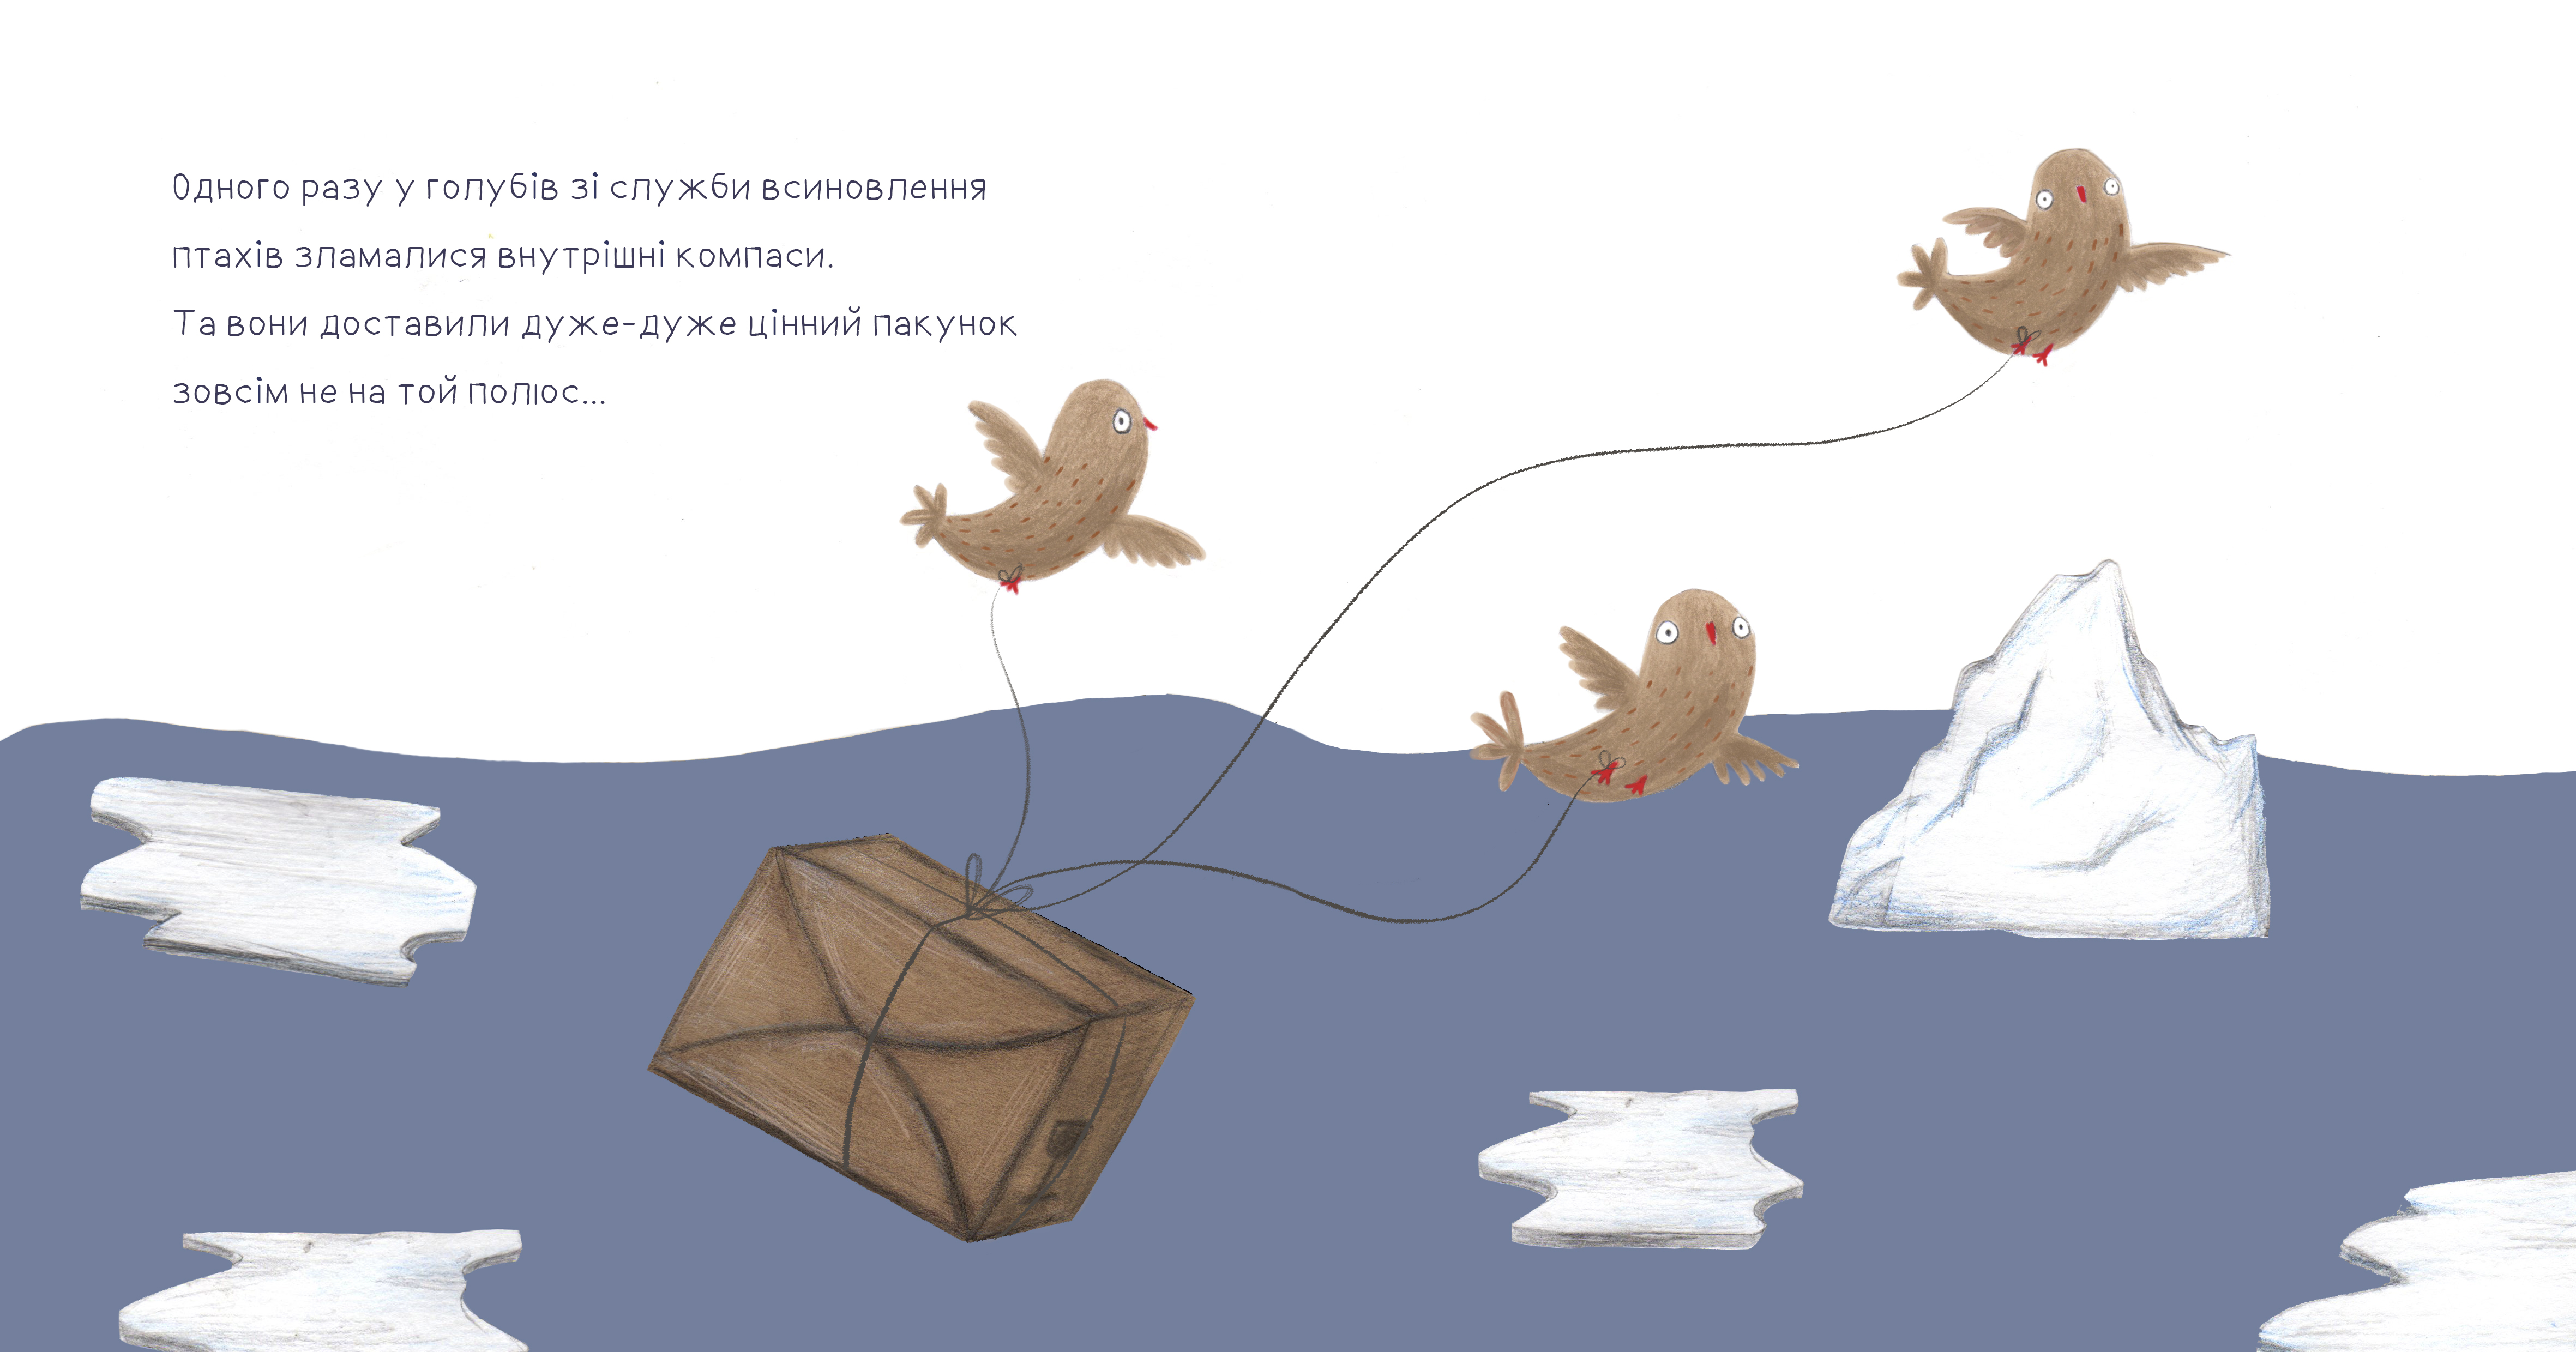 Одного разу у голубів зі служби всиновлення
птахів зламалися внутрішні компаси.
Та вони доставили дуже-дуже цінний пакунок
зовсім не на той полюс...